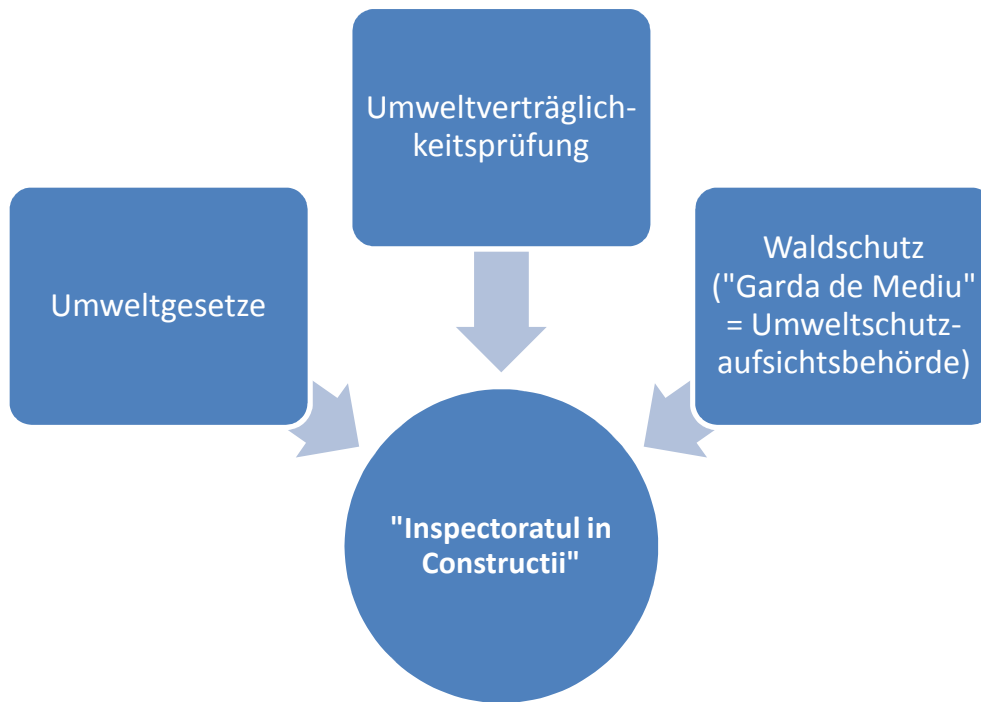 Umweltverträglich-
keitsprüfung
Umweltgesetze
Waldschutz
("Garda de Mediu"
= Umweltschutz-
aufsichtsbehörde)
"Inspectoratul in
Constructii"